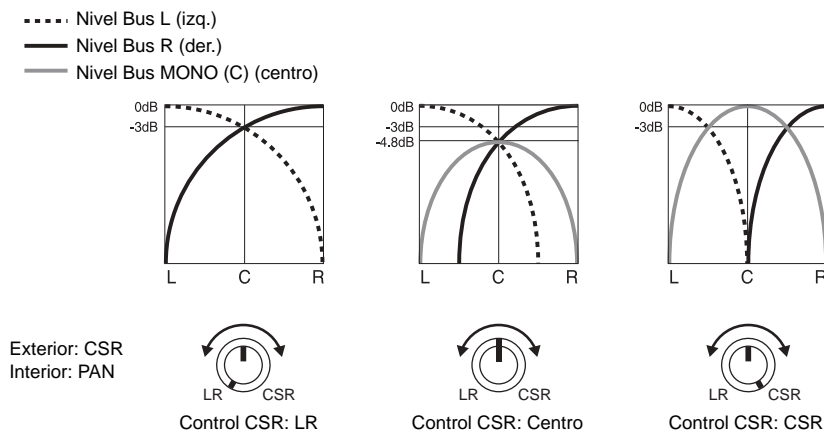 Nivel Bus L (izq.)
Nivel Bus R (der.)
Nivel Bus MONO (C) (centro)
0dB
-3dB
L C R
0dB
-3dB
-4.8dB
L C R
0dB
-3dB
L C R
Exterior: CSR
Interior: PAN
LR CSR
Control CSR: LR
LR CSR
Control CSR: Centro
LR CSR
Control CSR: CSR